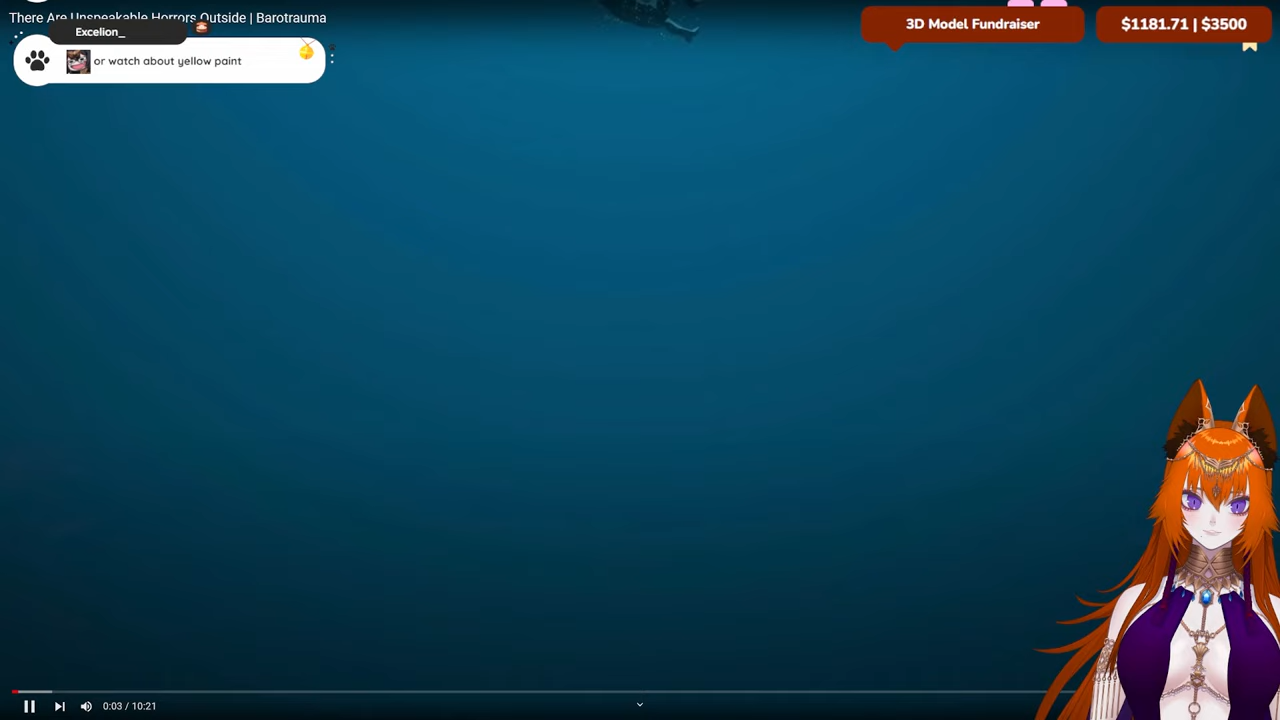 There Are Unspeakable Horrors Outside | Barotrauma
Excelion_
or watch about yellow paint
3D Model Fundraiser
$1181.71 | $3500
0:03 / 10:21